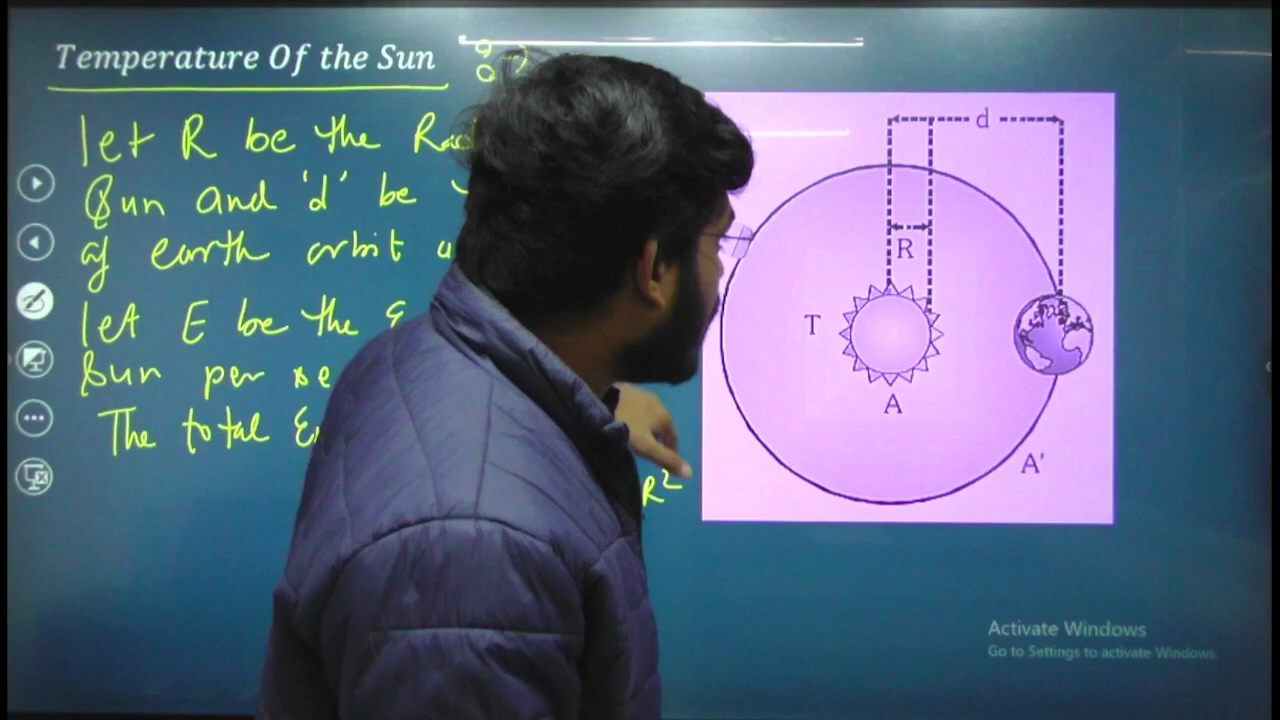 Temperature Of the Sun
let R be the
Sun and 'd' be
of earth orbit
let E be the
Sun per se
The total
R²
d
R
T
A
A'
Activate Windows
Go to Settings to activate Windows.